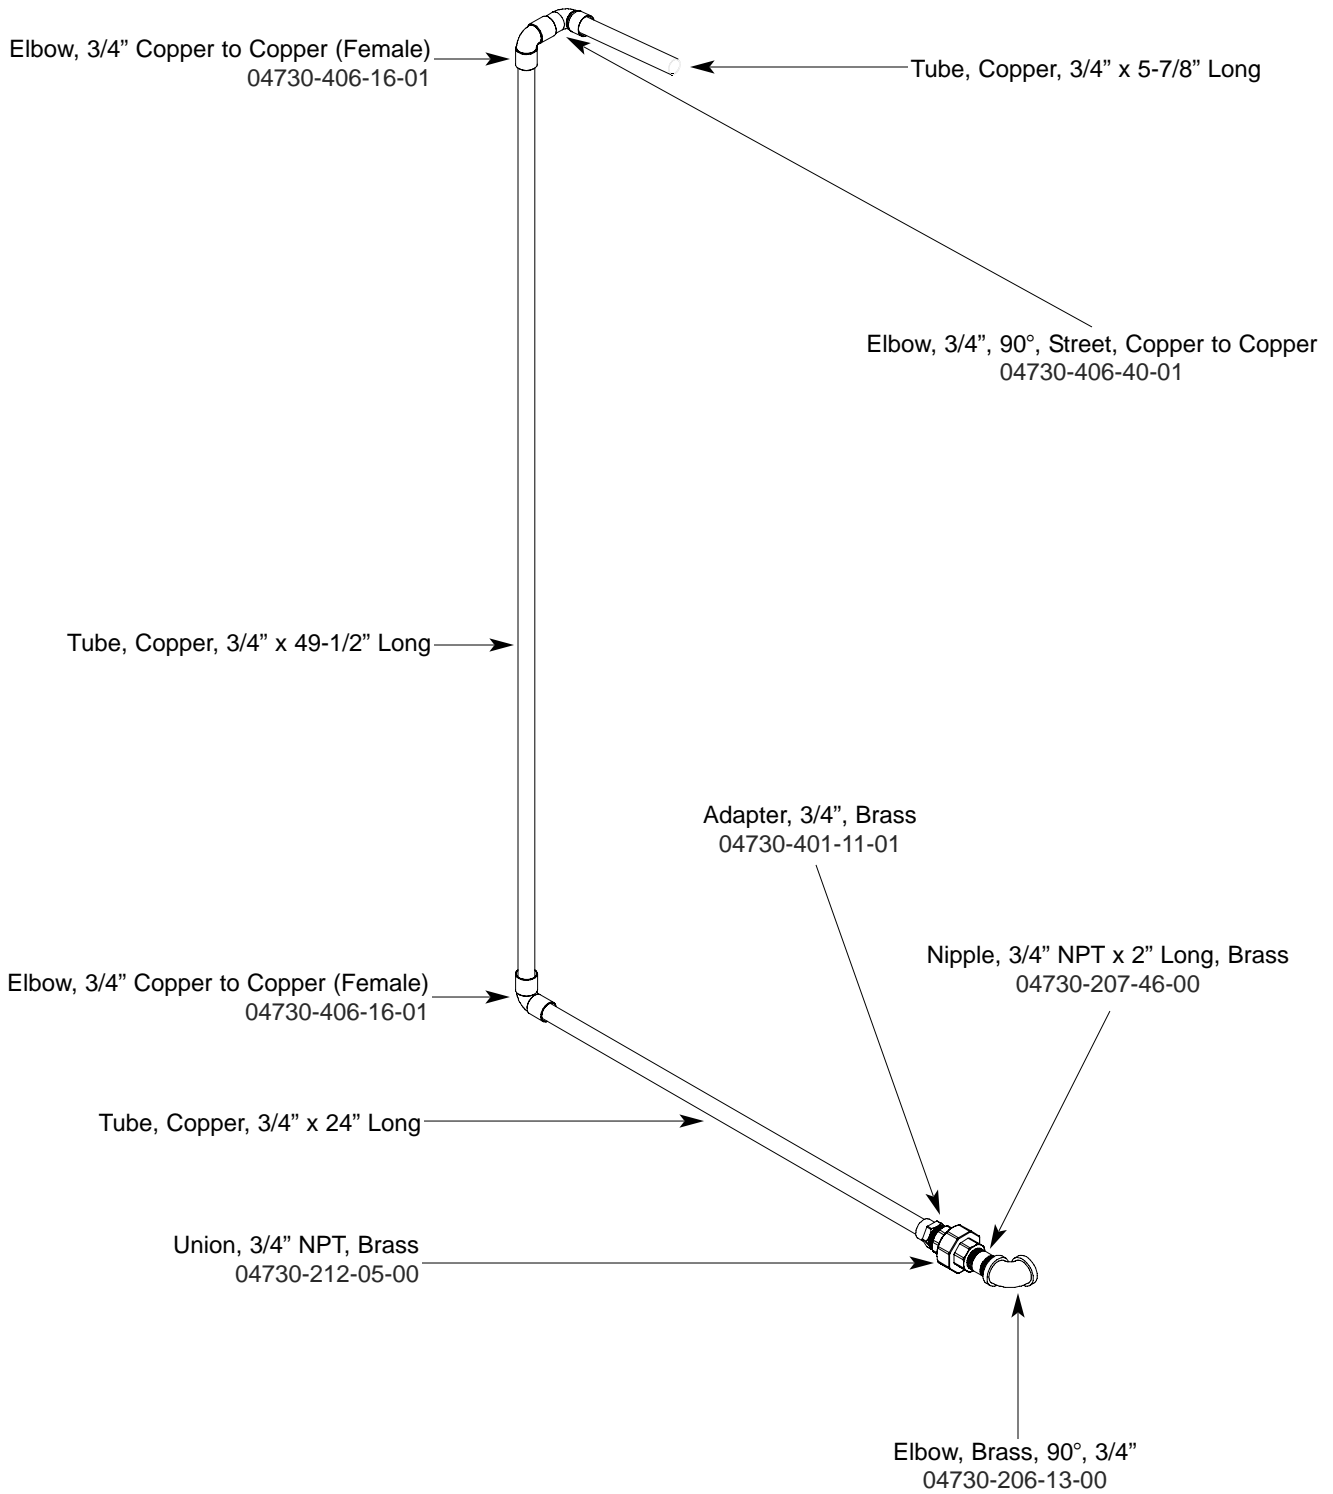 Elbow, 3/4” Copper to Copper (Female)
04730-406-16-01
Tube, Copper, 3/4” x 5-7/8” Long
Elbow, 3/4”, 90°, Street, Copper to Copper
04730-406-40-01
Tube, Copper, 3/4” x 49-1/2” Long
Adapter, 3/4”, Brass
04730-401-11-01
Nipple, 3/4” NPT x 2” Long, Brass
04730-207-46-00
Elbow, 3/4” Copper to Copper (Female)
04730-406-16-01
Tube, Copper, 3/4” x 24” Long
Union, 3/4” NPT, Brass
04730-212-05-00
Elbow, Brass, 90°, 3/4”
04730-206-13-00